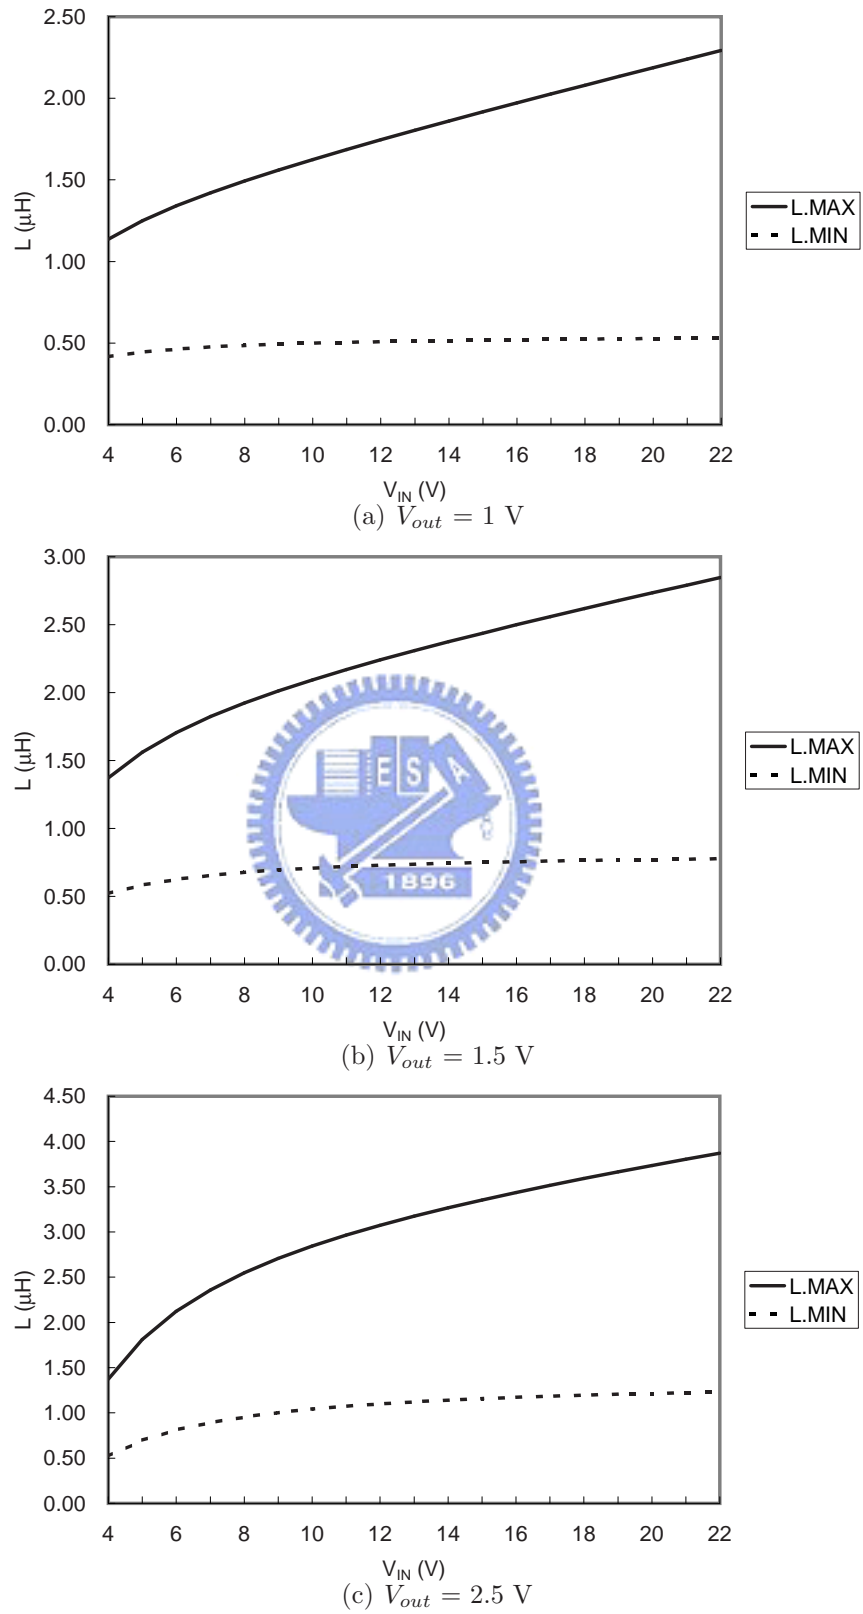 2.50
2.00
1.50
1.00
0.50
0.00
L (μH)
4 6 8 10 12 14 16 18 20 22
V_IN (V)
L.MAX
L.MIN
(a) V_out = 1 V
3.00
2.50
2.00
1.50
1.00
0.50
0.00
L (μH)
E S A
1896
4 6 8 10 12 14 16 18 20 22
V_IN (V)
L.MAX
L.MIN
(b) V_out = 1.5 V
4.50
4.00
3.50
3.00
2.50
2.00
1.50
1.00
0.50
0.00
L (μH)
4 6 8 10 12 14 16 18 20 22
V_IN (V)
L.MAX
L.MIN
(c) V_out = 2.5 V